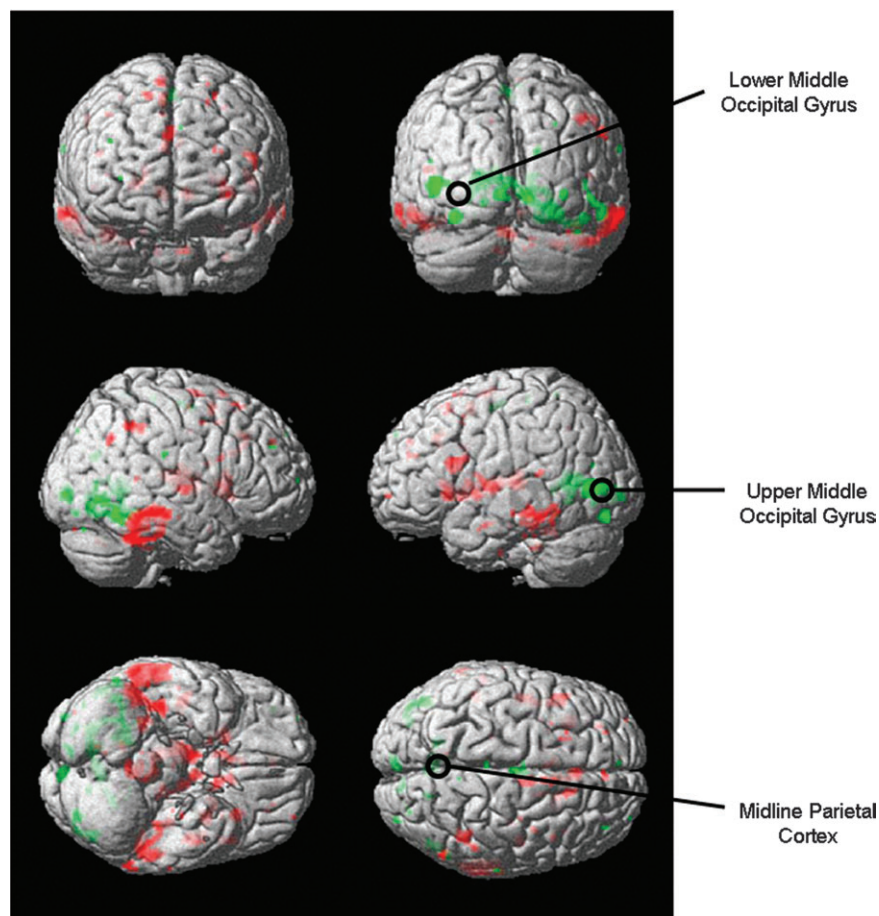 Lower Middle
Occipital Gyrus
Upper Middle
Occipital Gyrus
Midline Parietal
Cortex